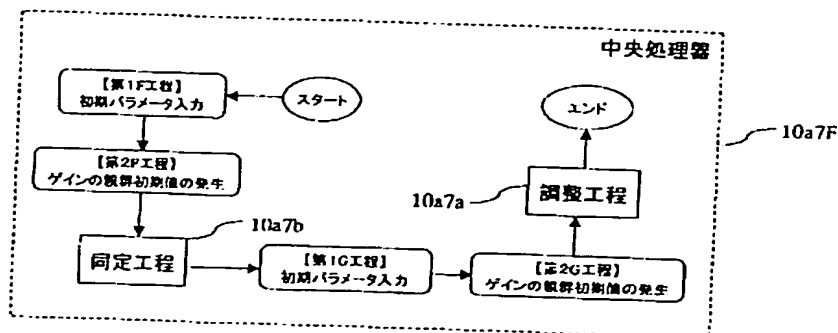 中央処理器
【第1F工程】
初期パラメータ入力
スタート
エンド
10a7F
【第2F工程】
ゲインの親群初期値の発生
10a7a
調整工程
10a7b
同定工程
【第1G工程】
初期パラメータ入力
【第2G工程】
ゲインの親群初期値の発生